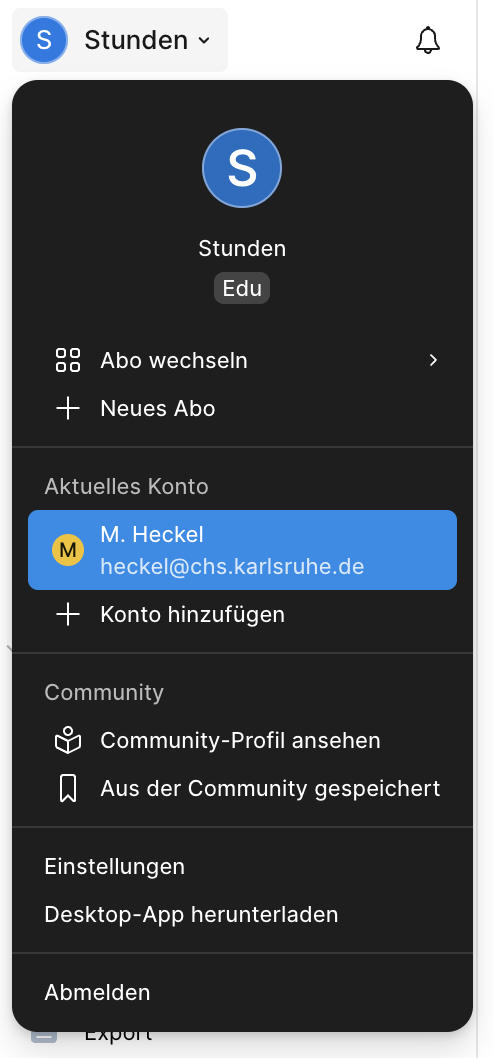 S Stunden
S
Stunden
Edu
Abo wechseln
Neues Abo
Aktuelles Konto
M M. Heckel
heckel@chs.karlsruhe.de
Konto hinzufügen
Community
Community-Profil ansehen
Aus der Community gespeichert
Einstellungen
Desktop-App herunterladen
Abmelden
Export